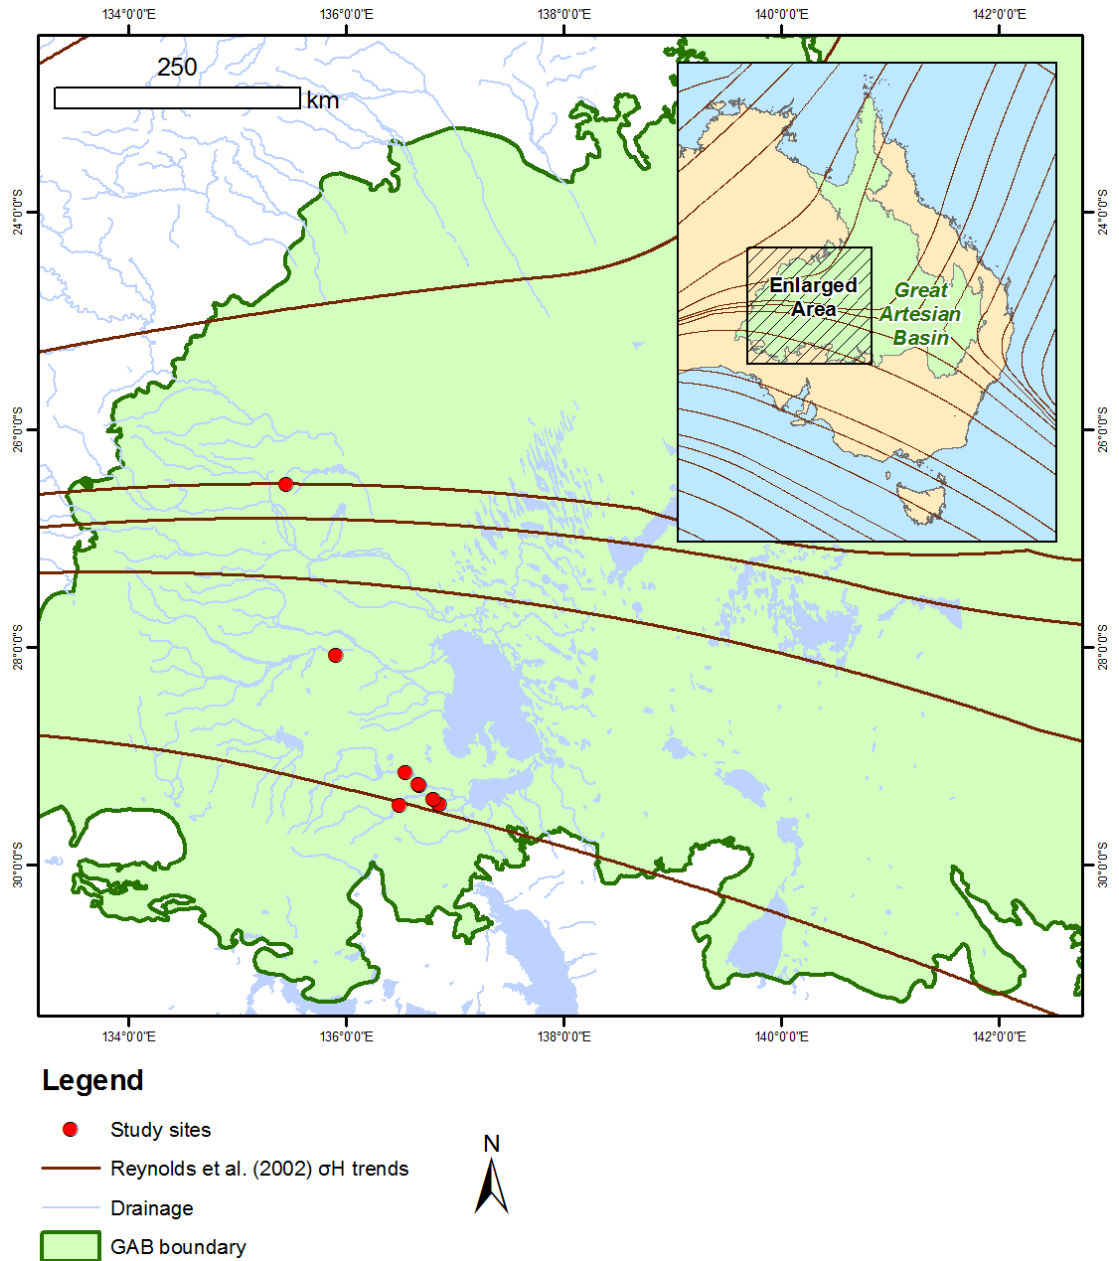 134°0'0"E 136°0'0"E 138°0'0"E 140°0'0"E 142°0'0"E
250
km
24°0'0"S
24°0'0"S
Enlarged
Area
Great
Artesian
Basin
26°0'0"S
26°0'0"S
28°0'0"S
28°0'0"S
30°0'0"S
30°0'0"S
134°0'0"E 136°0'0"E 138°0'0"E 140°0'0"E 142°0'0"E
Legend
Study sites
N
Reynolds et al. (2002) σH trends
Drainage
GAB boundary